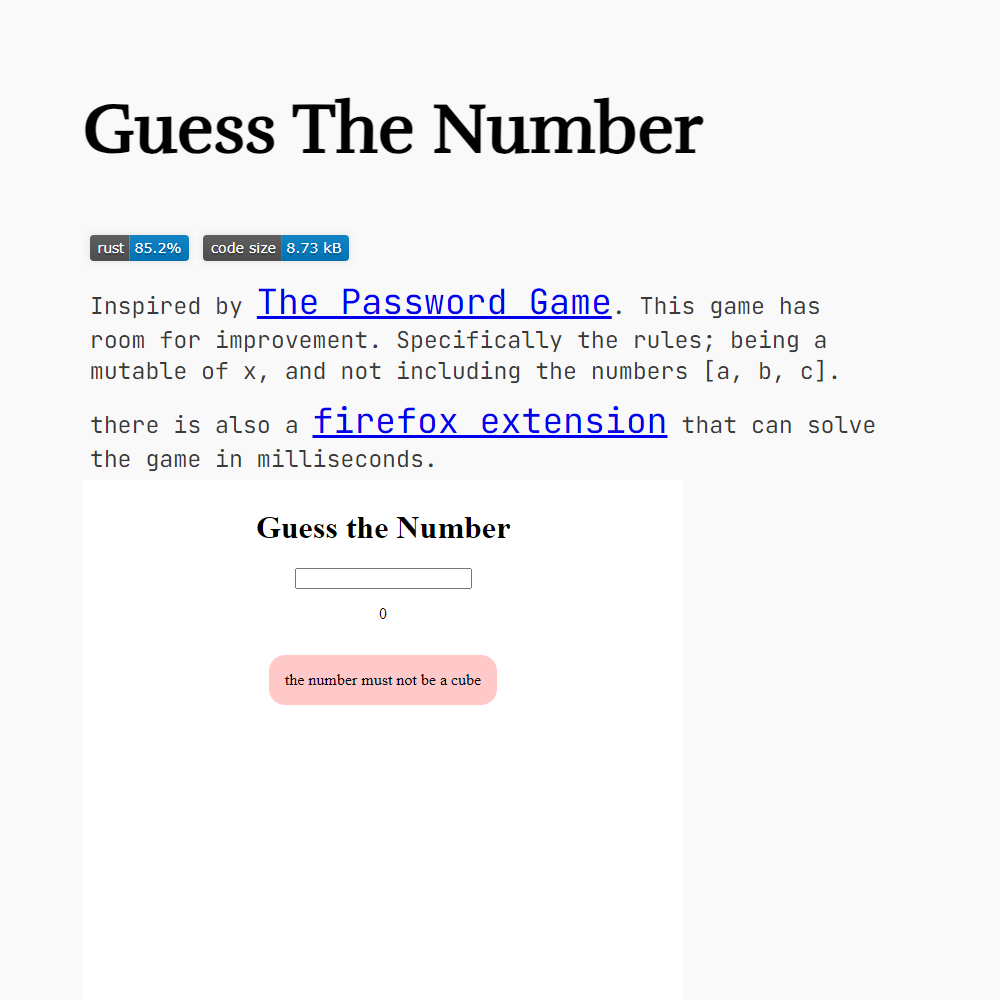 Guess The Number
rust 85.2% code size 8.73 kB
Inspired by The Password Game. This game has
room for improvement. Specifically the rules; being a
mutable of x, and not including the numbers [a, b, c].
there is also a firefox extension that can solve
the game in milliseconds.
Guess the Number
0
the number must not be a cube